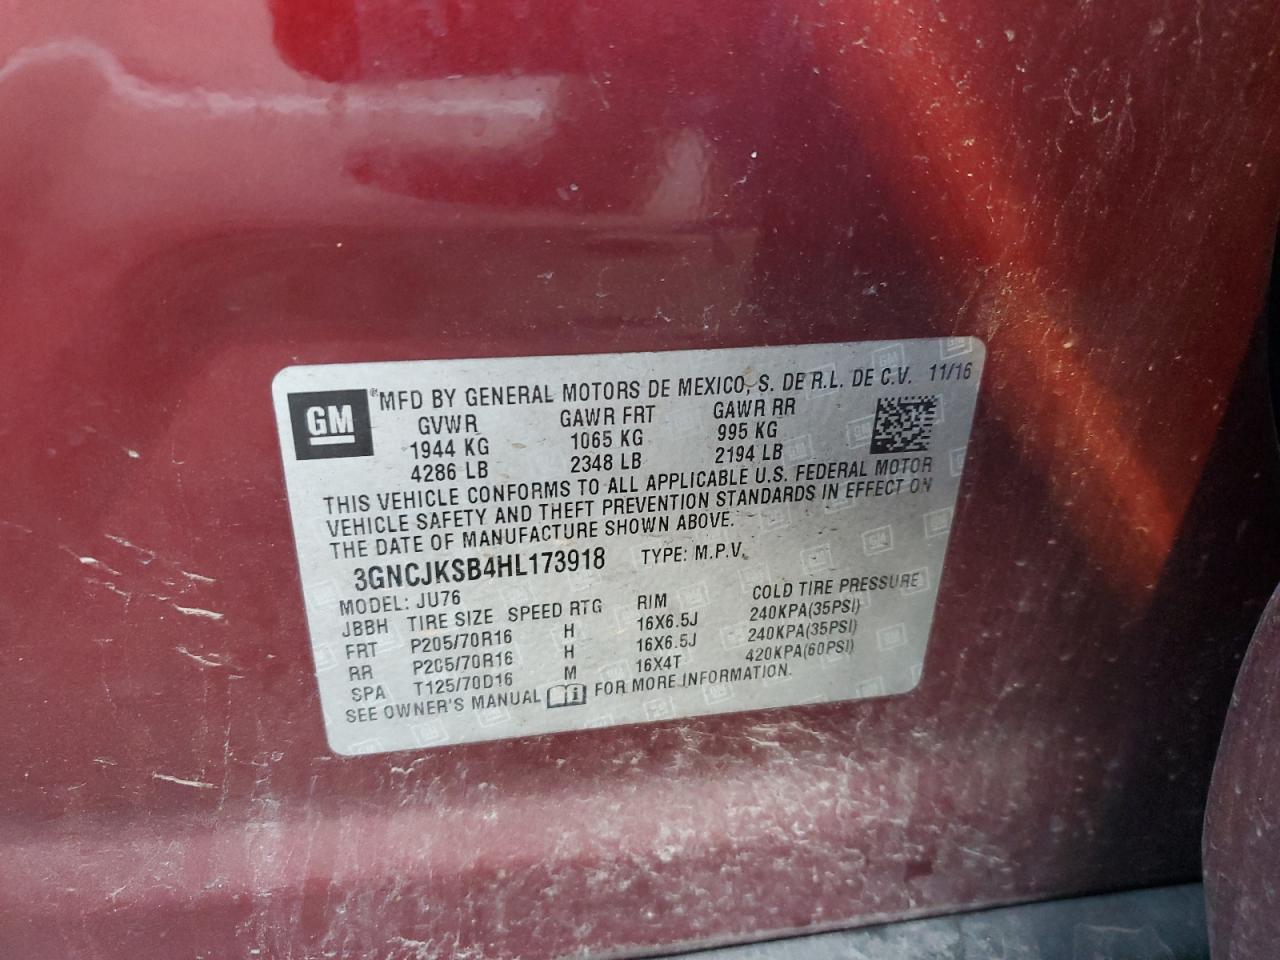 GM
®MFD BY GENERAL MOTORS DE MEXICO, S. DE R.L. DE C.V. 11/16
GVWR GAWR FRT GAWR RR
1944 KG 1065 KG 995 KG
4286 LB 2348 LB 2194 LB
THIS VEHICLE CONFORMS TO ALL APPLICABLE U.S. FEDERAL MOTOR
VEHICLE SAFETY AND THEFT PREVENTION STANDARDS IN EFFECT ON
THE DATE OF MANUFACTURE SHOWN ABOVE.
3GNCJKSB4HL173918 TYPE: M.P.V.
MODEL: JU76
JBBH TIRE SIZE SPEED RTG RIM COLD TIRE PRESSURE
FRT P205/70R16 H 16X6.5J 240KPA(35PSI)
RR P205/70R16 H 16X6.5J 240KPA(35PSI)
SPA T125/70D16 M 16X4T 420KPA(60PSI)
SEE OWNER'S MANUAL FOR MORE INFORMATION.